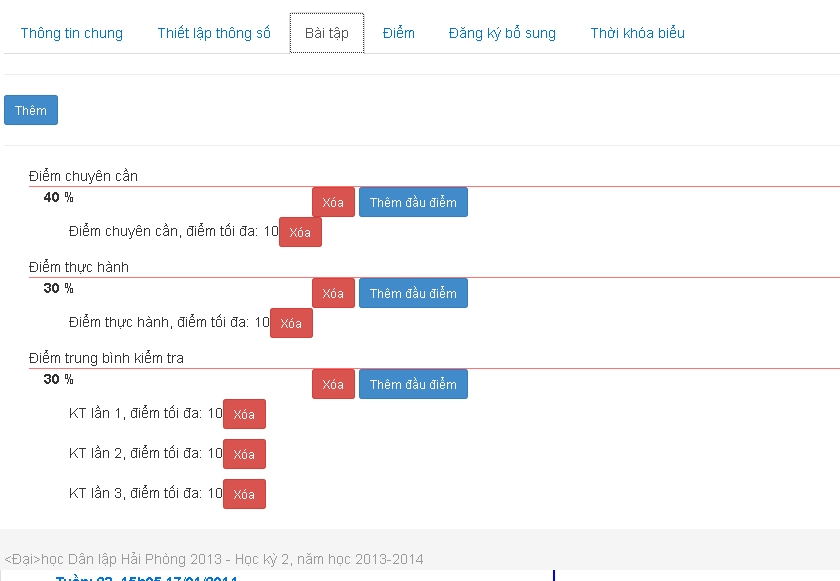 Thông tin chung Thiết lập thông số Bài tập Điểm Đăng ký bổ sung Thời khóa biểu
Thêm
Điểm chuyên cần
40 % Xóa Thêm đầu điểm
Điểm chuyên cần, điểm tối đa: 10 Xóa
Điểm thực hành
30 % Xóa Thêm đầu điểm
Điểm thực hành, điểm tối đa: 10 Xóa
Điểm trung bình kiểm tra
30 % Xóa Thêm đầu điểm
KT lần 1, điểm tối đa: 10 Xóa
KT lần 2, điểm tối đa: 10 Xóa
KT lần 3, điểm tối đa: 10 Xóa
<Đại>học Dân lập Hải Phòng 2013 - Học kỳ 2, năm học 2013-2014